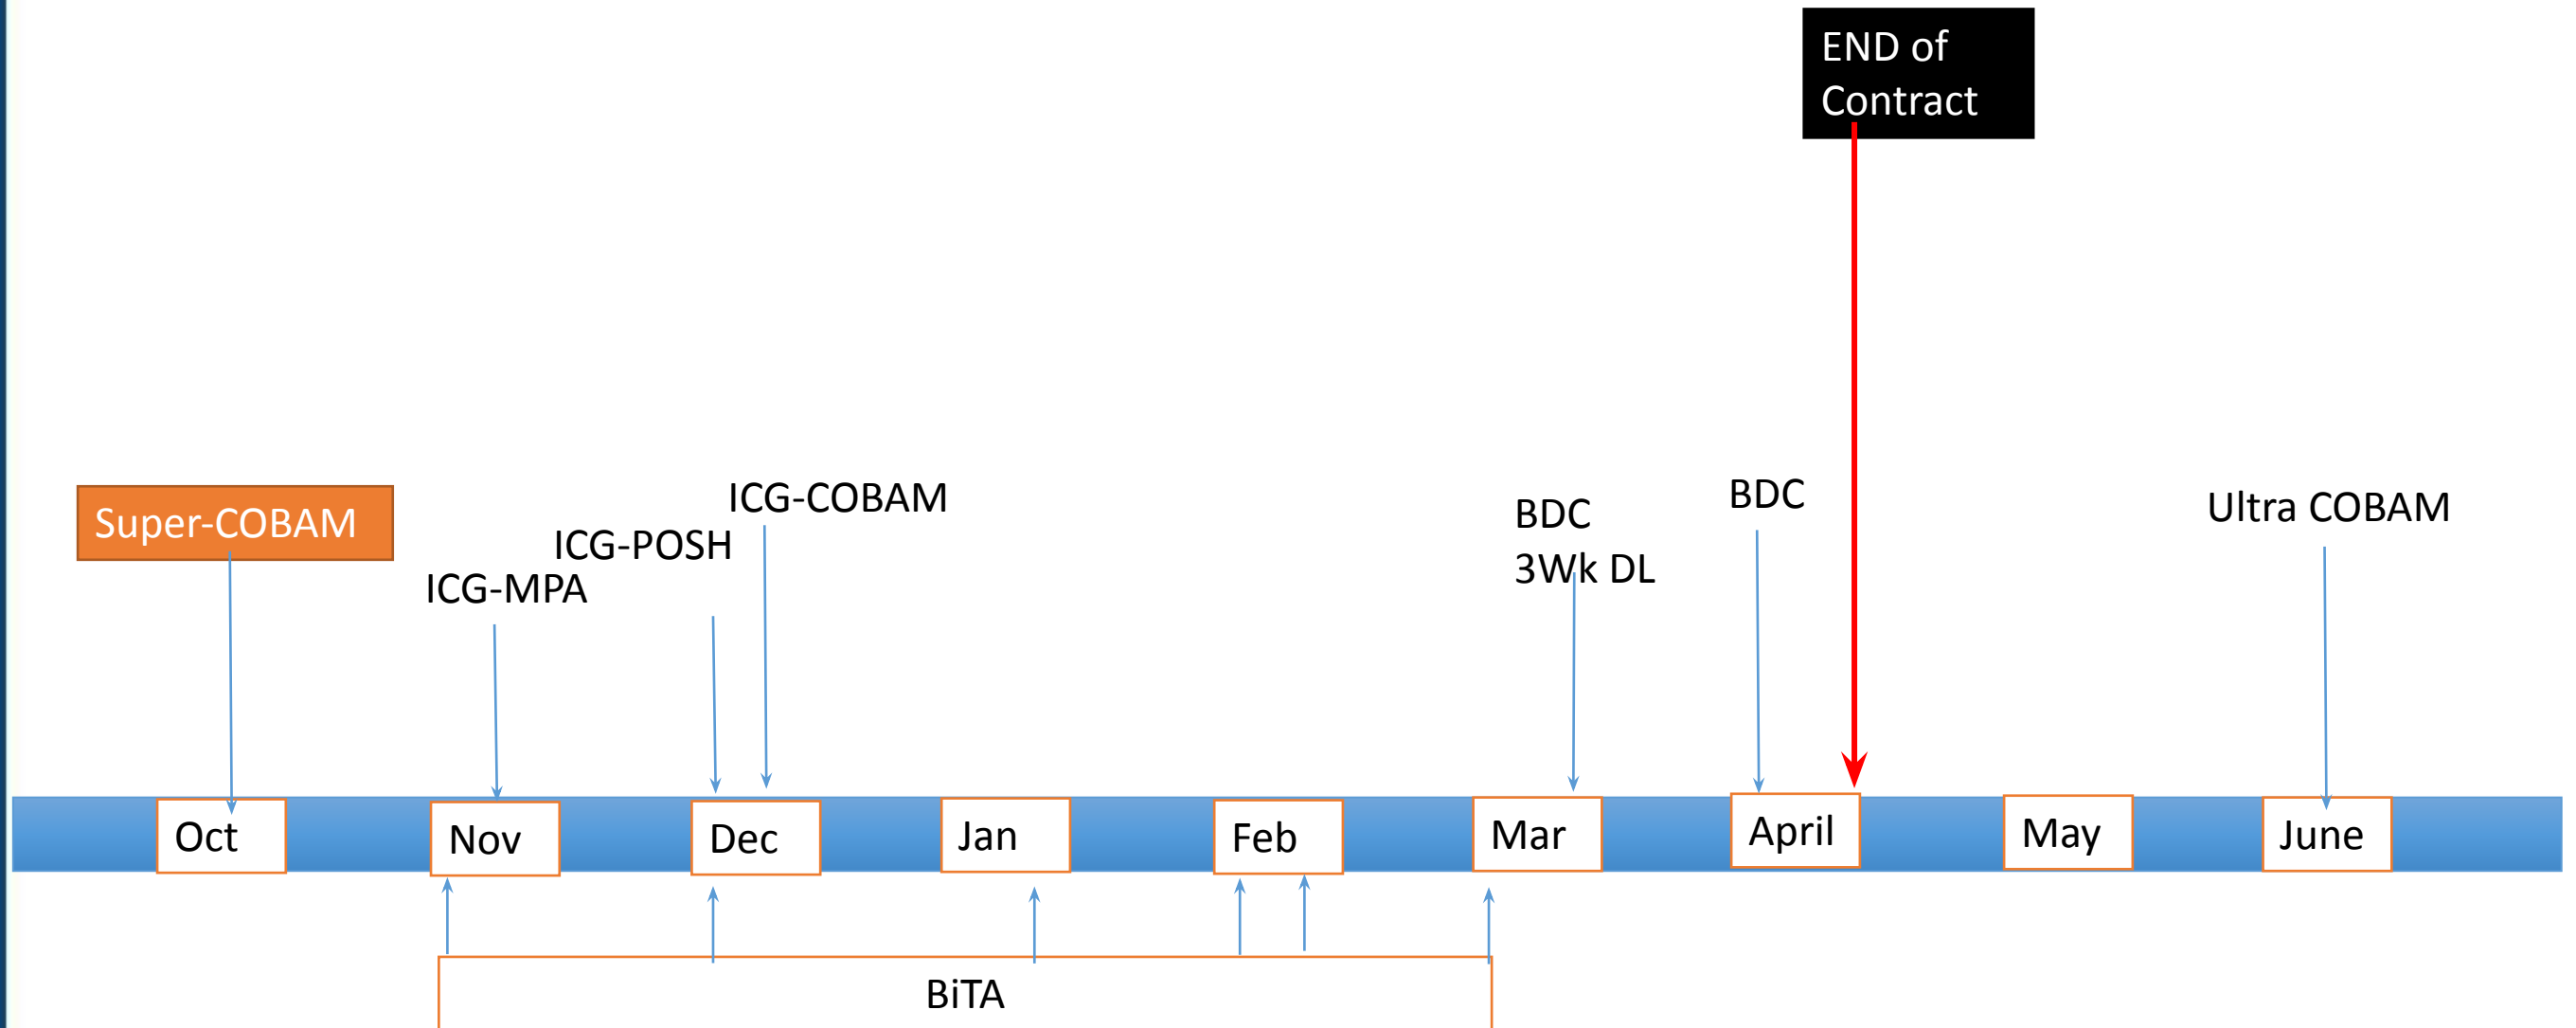 END of
Contract
Super-COBAM
ICG-MPA
ICG-POSH
ICG-COBAM
BDC
3Wk DL
BDC
Ultra COBAM
Oct
Nov
Dec
Jan
Feb
Mar
April
May
June
BiTA